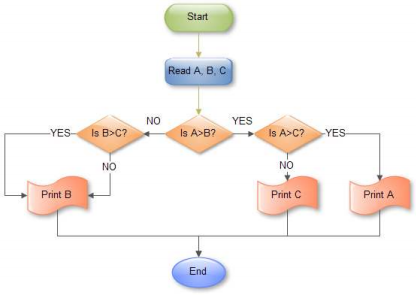 Start
Read A, B, C
Is B>C?
NO
Is A>B?
YES
Is A>C?
YES
YES
NO
NO
Print B
Print C
Print A
End